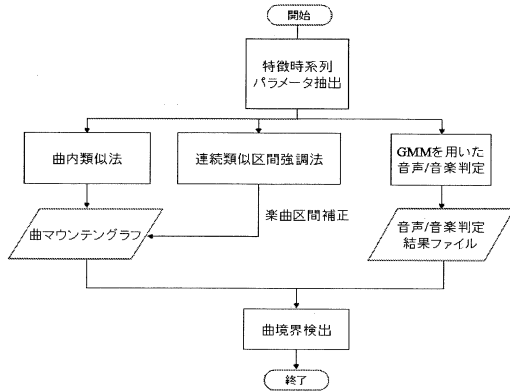 開始
特徴時系列
パラメータ抽出
曲内類似法
連続類似区間強調法
GMMを用いた
音声/音楽判定
楽曲区間補正
曲マウンテングラフ
音声/音楽判定
結果ファイル
曲境界検出
終了